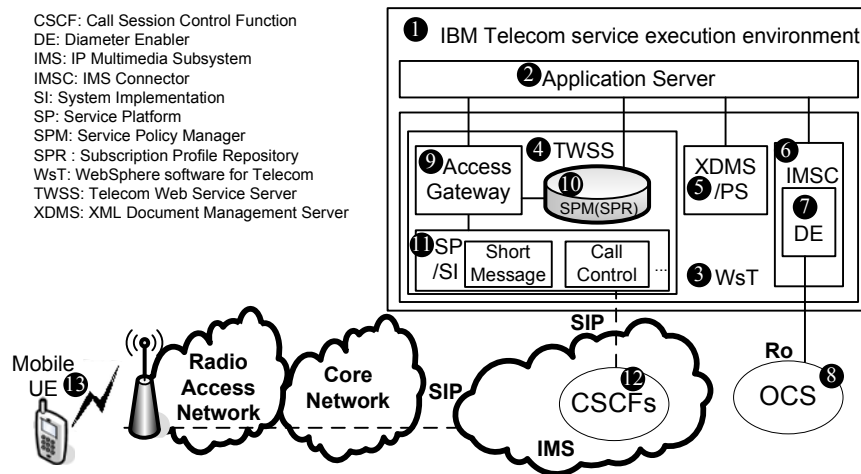 CSCF: Call Session Control Function
DE: Diameter Enabler
IMS: IP Multimedia Subsystem
IMSC: IMS Connector
SI: System Implementation
SP: Service Platform
SPM: Service Policy Manager
SPR : Subscription Profile Repository
WsT: WebSphere software for Telecom
TWSS: Telecom Web Service Server
XDMS: XML Document Management Server
1 IBM Telecom service execution environment
2 Application Server
9 Access
Gateway
4 TWSS
10
SPM(SPR)
5 XDMS
/PS
6
IMSC
7
DE
11 SP
/SI
Short
Message
Call
Control
...
3 WsT
SIP
Ro
Mobile
UE 13
Radio
Access
Network
Core
Network
SIP
12
CSCFs
IMS
8
OCS